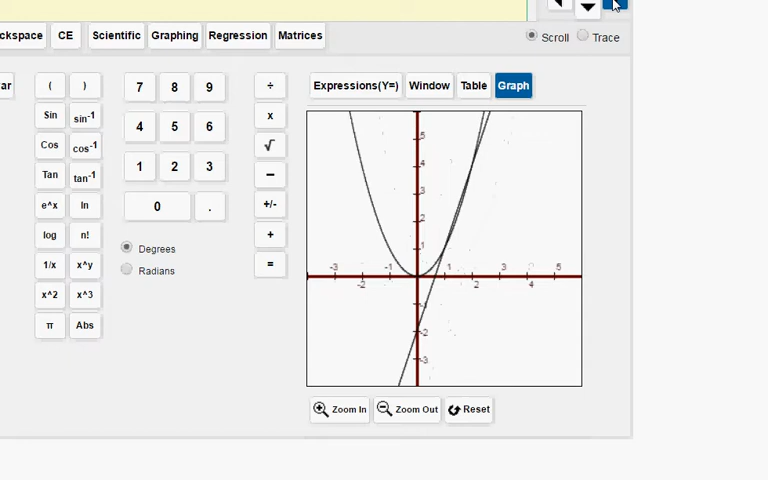 ckspace CE Scientific Graphing Regression Matrices Scroll Trace
ar ( ) 7 8 9 ÷ Expressions(Y=) Window Table Graph
Sin sin-1 4 5 6 x
Cos cos-1 √
Tan tan-1 1 2 3 −
e^x ln 0 . +/-
log n! Degrees +
1/x x^y Radians =
x^2 x^3
π Abs
5
4
3
2
1
-3 -1 1 3 5
-2 2 4
-1
-2
-3
Zoom In Zoom Out Reset